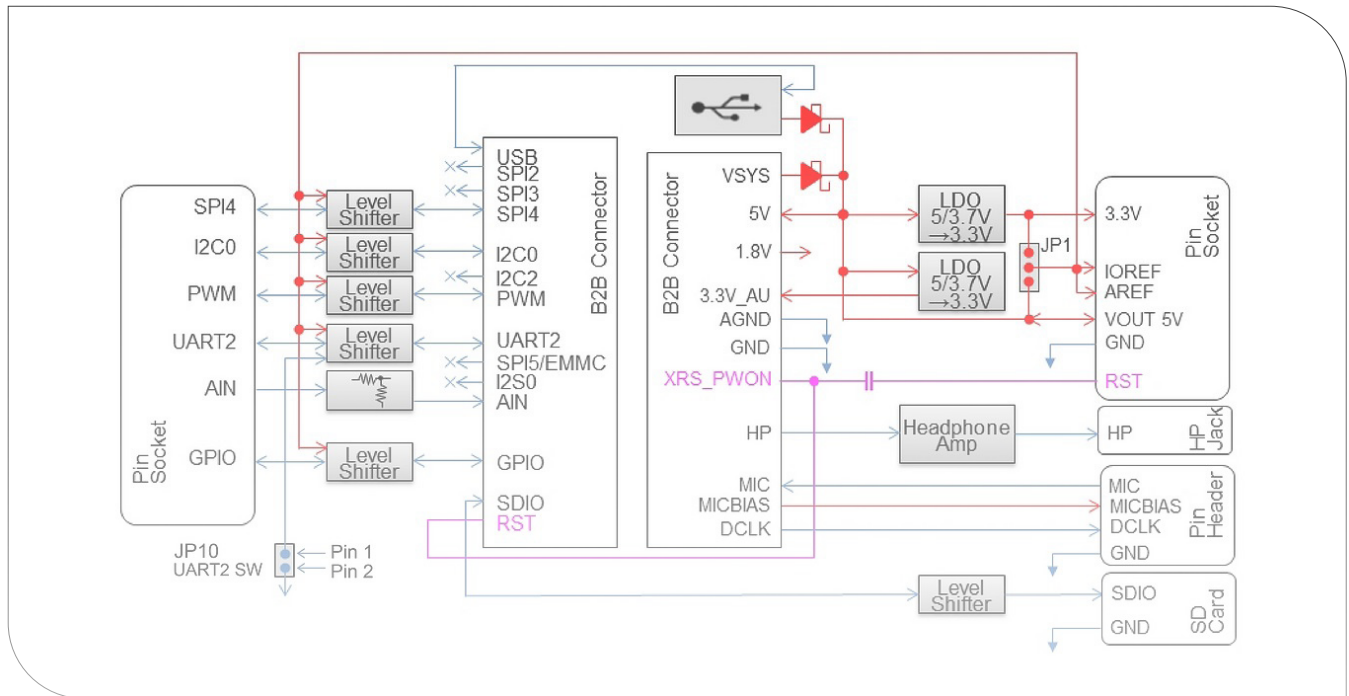 SPI4
I2C0
PWM
UART2
AIN
GPIO
Pin
Socket
Level
Shifter
Level
Shifter
Level
Shifter
Level
Shifter
Level
Shifter
JP10
UART2 SW
Pin 1
Pin 2
USB
SPI2
SPI3
SPI4
I2C0
I2C2
PWM
UART2
SPI5/EMMC
I2S0
AIN
GPIO
SDIO
RST
B2B Connector
B2B Connector
VSYS
5V
1.8V
3.3V_AU
AGND
GND
XRS_PWON
HP
MIC
MICBIAS
DCLK
LDO
5/3.7V
→3.3V
LDO
5/3.7V
→3.3V
JP1
Headphone
Amp
Level
Shifter
3.3V
IOREF
AREF
VOUT 5V
GND
RST
Pin
Socket
HP
HP
Jack
MIC
MICBIAS
DCLK
GND
Pin
Header
SDIO
GND
SD
Card